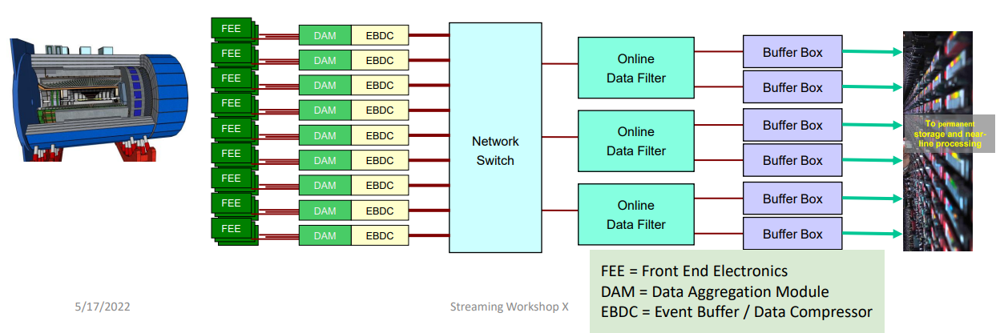 FEE
DAM EBDC
FEE
DAM EBDC
FEE
DAM EBDC
FEE
DAM EBDC
FEE
DAM EBDC
FEE
DAM EBDC
FEE
DAM EBDC
FEE
DAM EBDC
FEE
DAM EBDC
Network
Switch
Online
Data Filter
Online
Data Filter
Online
Data Filter
Buffer Box
Buffer Box
Buffer Box
Buffer Box
Buffer Box
Buffer Box
To permanent
storage and near-
line processing
FEE = Front End Electronics
DAM = Data Aggregation Module
EBDC = Event Buffer / Data Compressor
5/17/2022
Streaming Workshop X